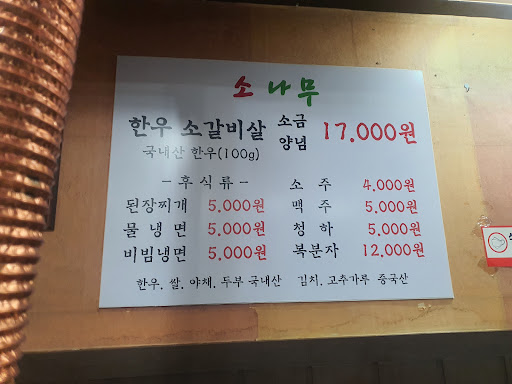 소나무
한우 소갈비살 소금 양념 17.000원
국내산 한우(100g)
- 후식류 - 소주 4.000원
된장찌개 5.000원 맥주 5.000원
물냉면 5.000원 청하 5.000원
비빔냉면 5.000원 복분자 12.000원
한우. 쌀. 야채. 두부 국내산 김치. 고추가루 중국산